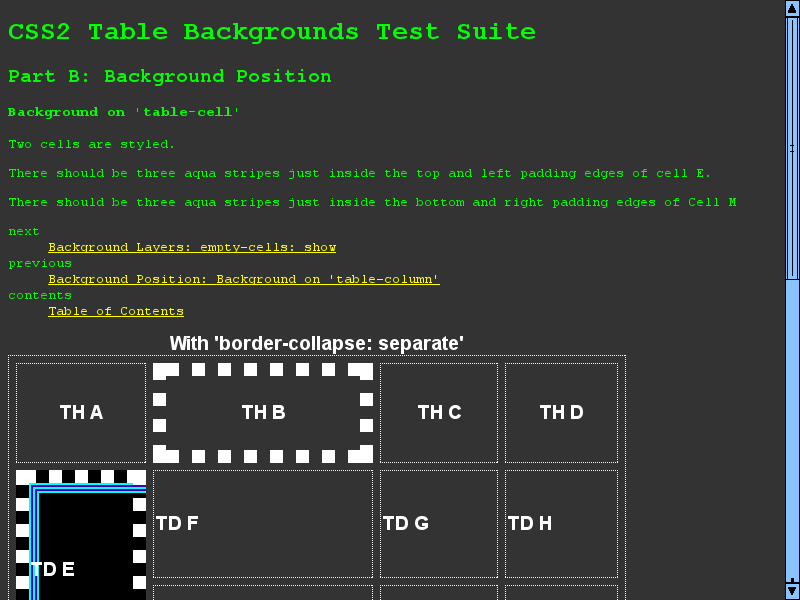 CSS2 Table Backgrounds Test Suite
Part B: Background Position
Background on 'table-cell'
Two cells are styled.
There should be three aqua stripes just inside the top and left padding edges of cell E.
There should be three aqua stripes just inside the bottom and right padding edges of Cell M
next
Background Layers: empty-cells: show
previous
Background Position: Background on 'table-column'
contents
Table of Contents
With 'border-collapse: separate'
TH A TH B TH C TH D
TD F TD G TD H
TD E